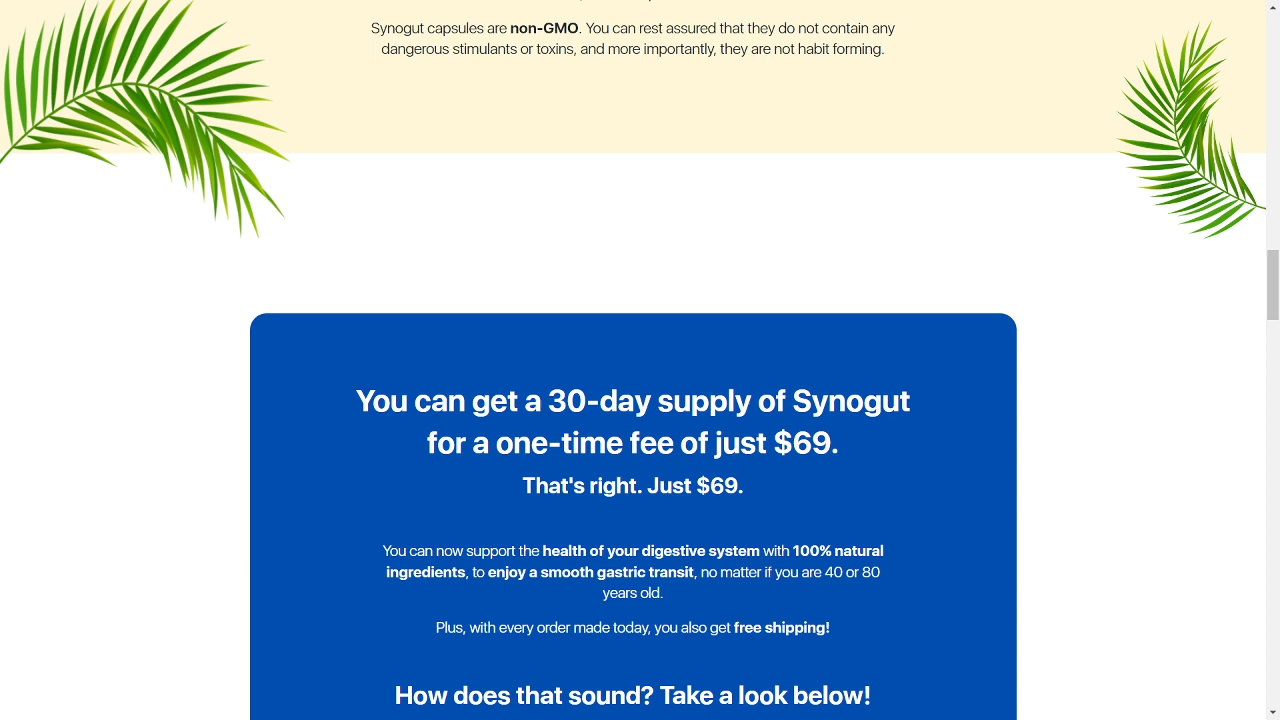 Synogut capsules are non-GMO. You can rest assured that they do not contain any
dangerous stimulants or toxins, and more importantly, they are not habit forming.
You can get a 30-day supply of Synogut
for a one-time fee of just $69.
That's right. Just $69.
You can now support the health of your digestive system with 100% natural
ingredients, to enjoy a smooth gastric transit, no matter if you are 40 or 80
years old.
Plus, with every order made today, you also get free shipping!
How does that sound? Take a look below!